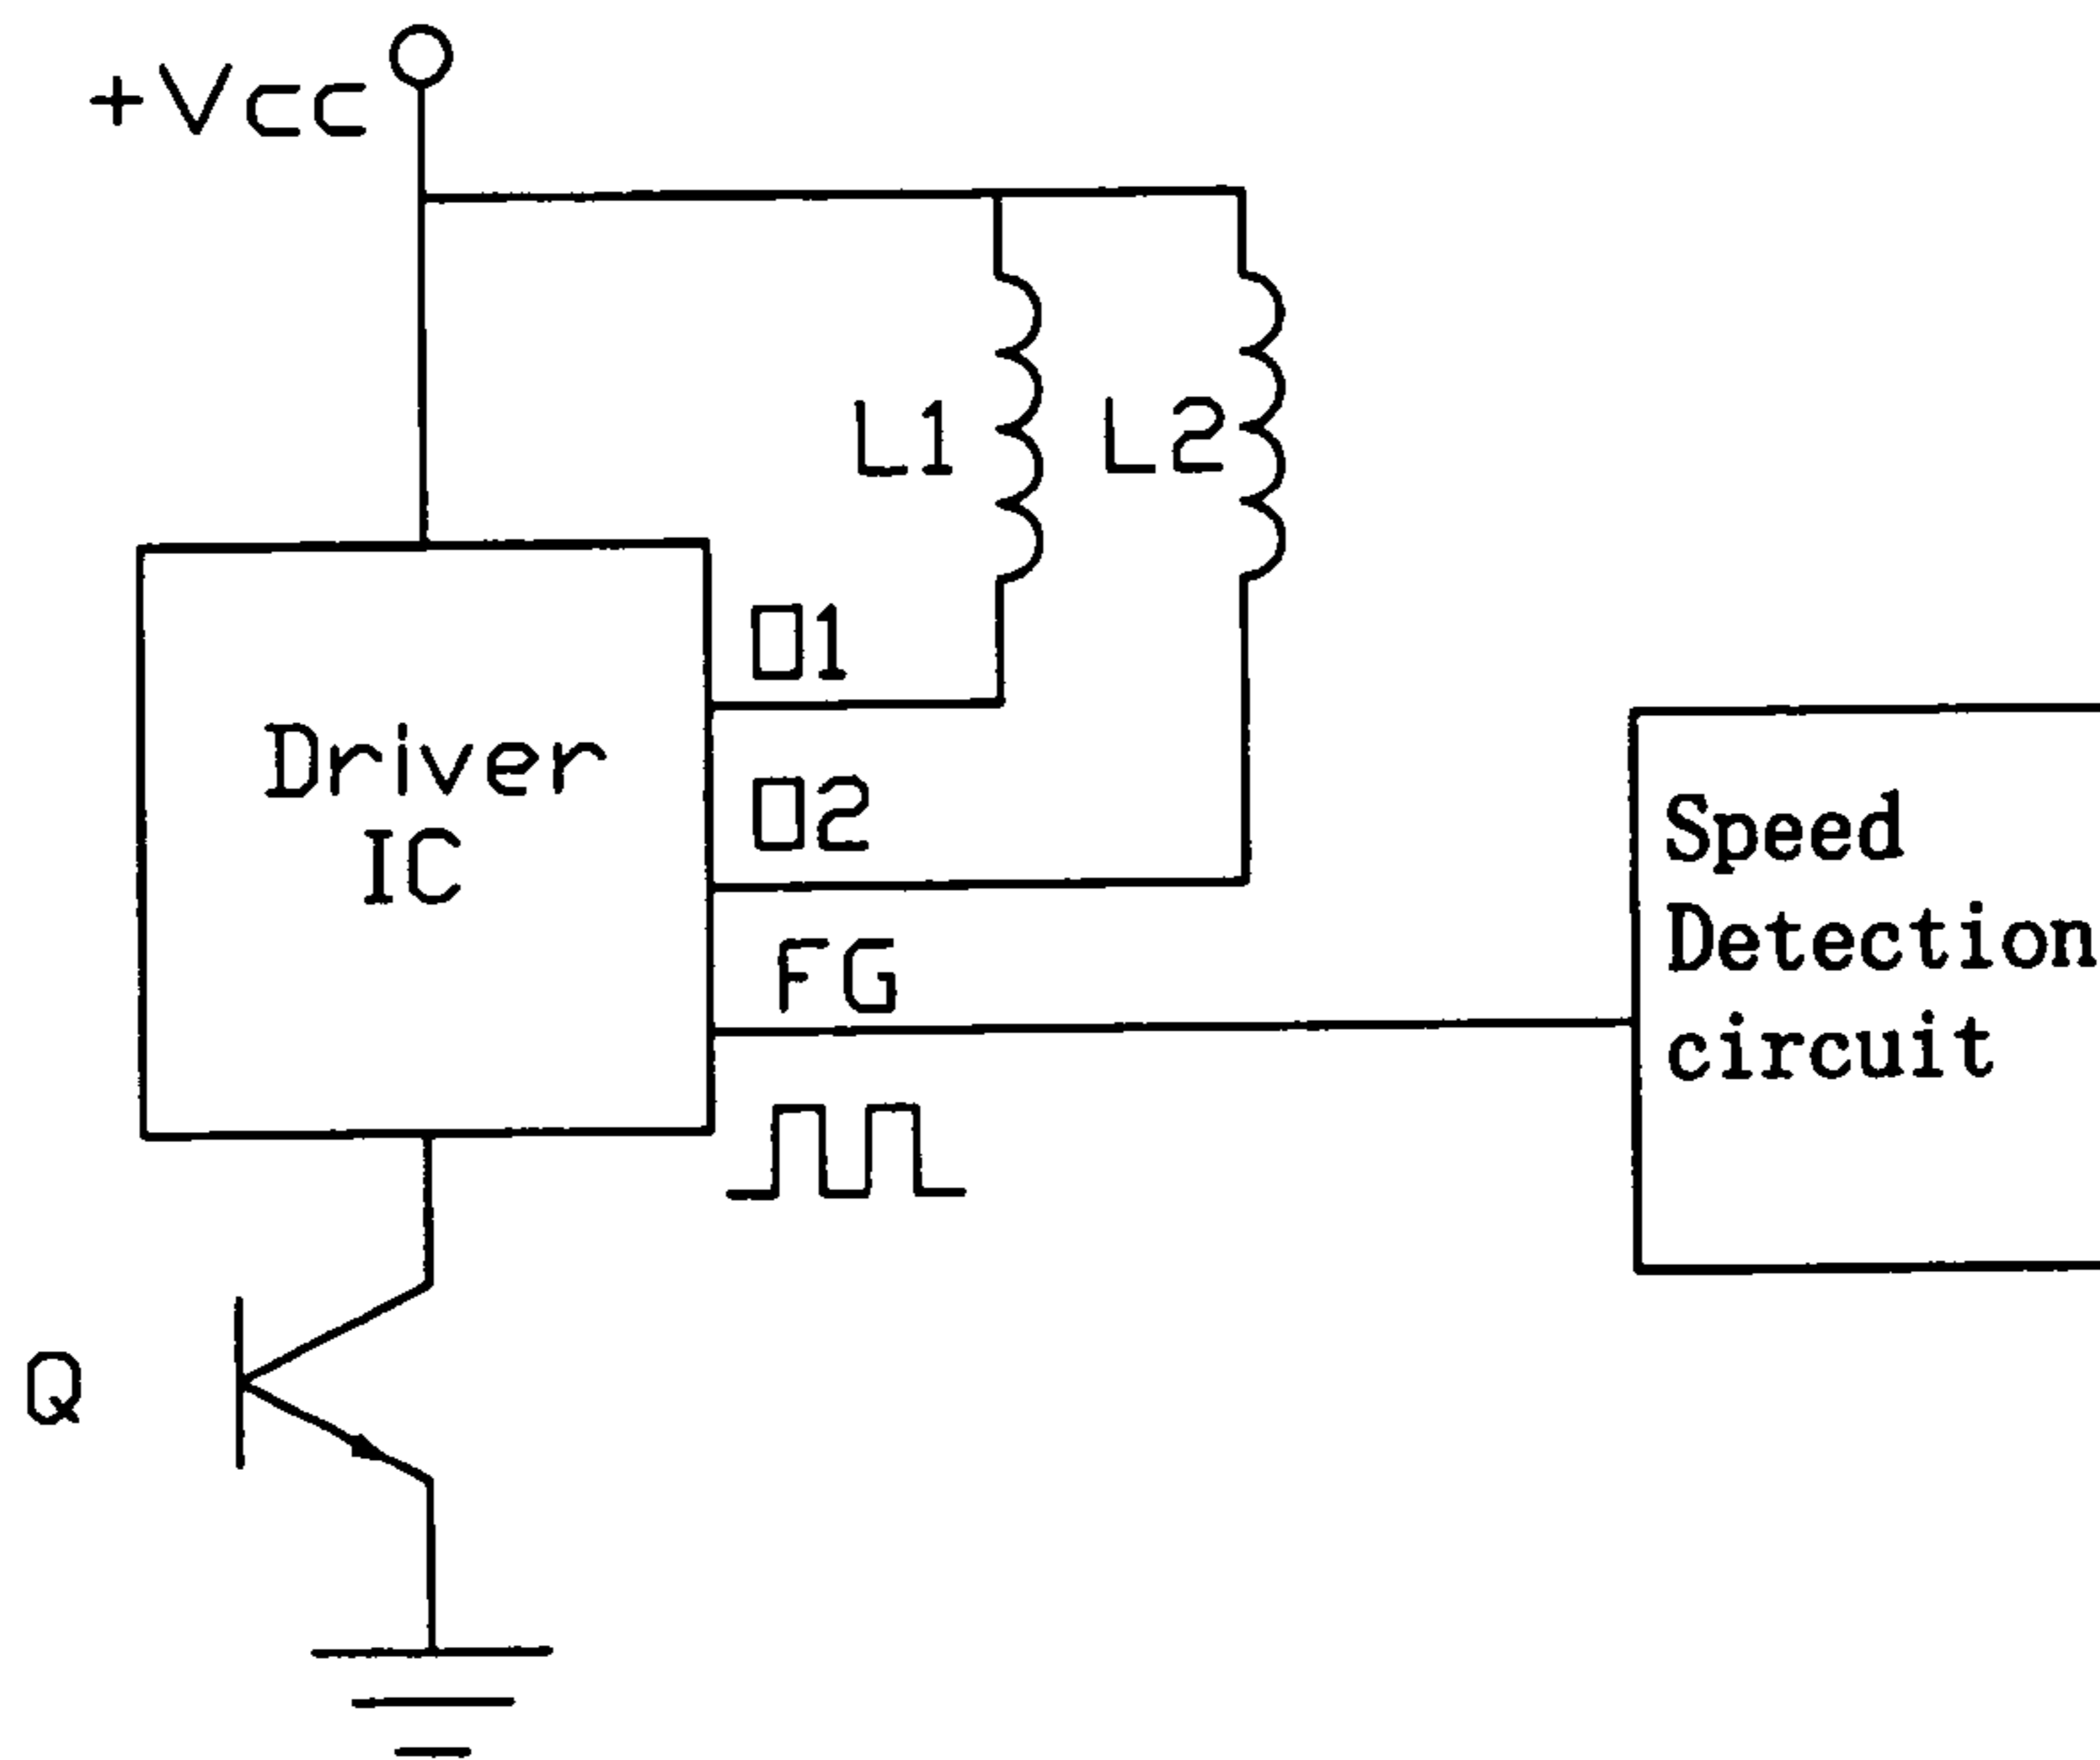 +Vcc
L1
L2
O1
Driver
IC
O2
FG
Speed
Detection
circuit
Q